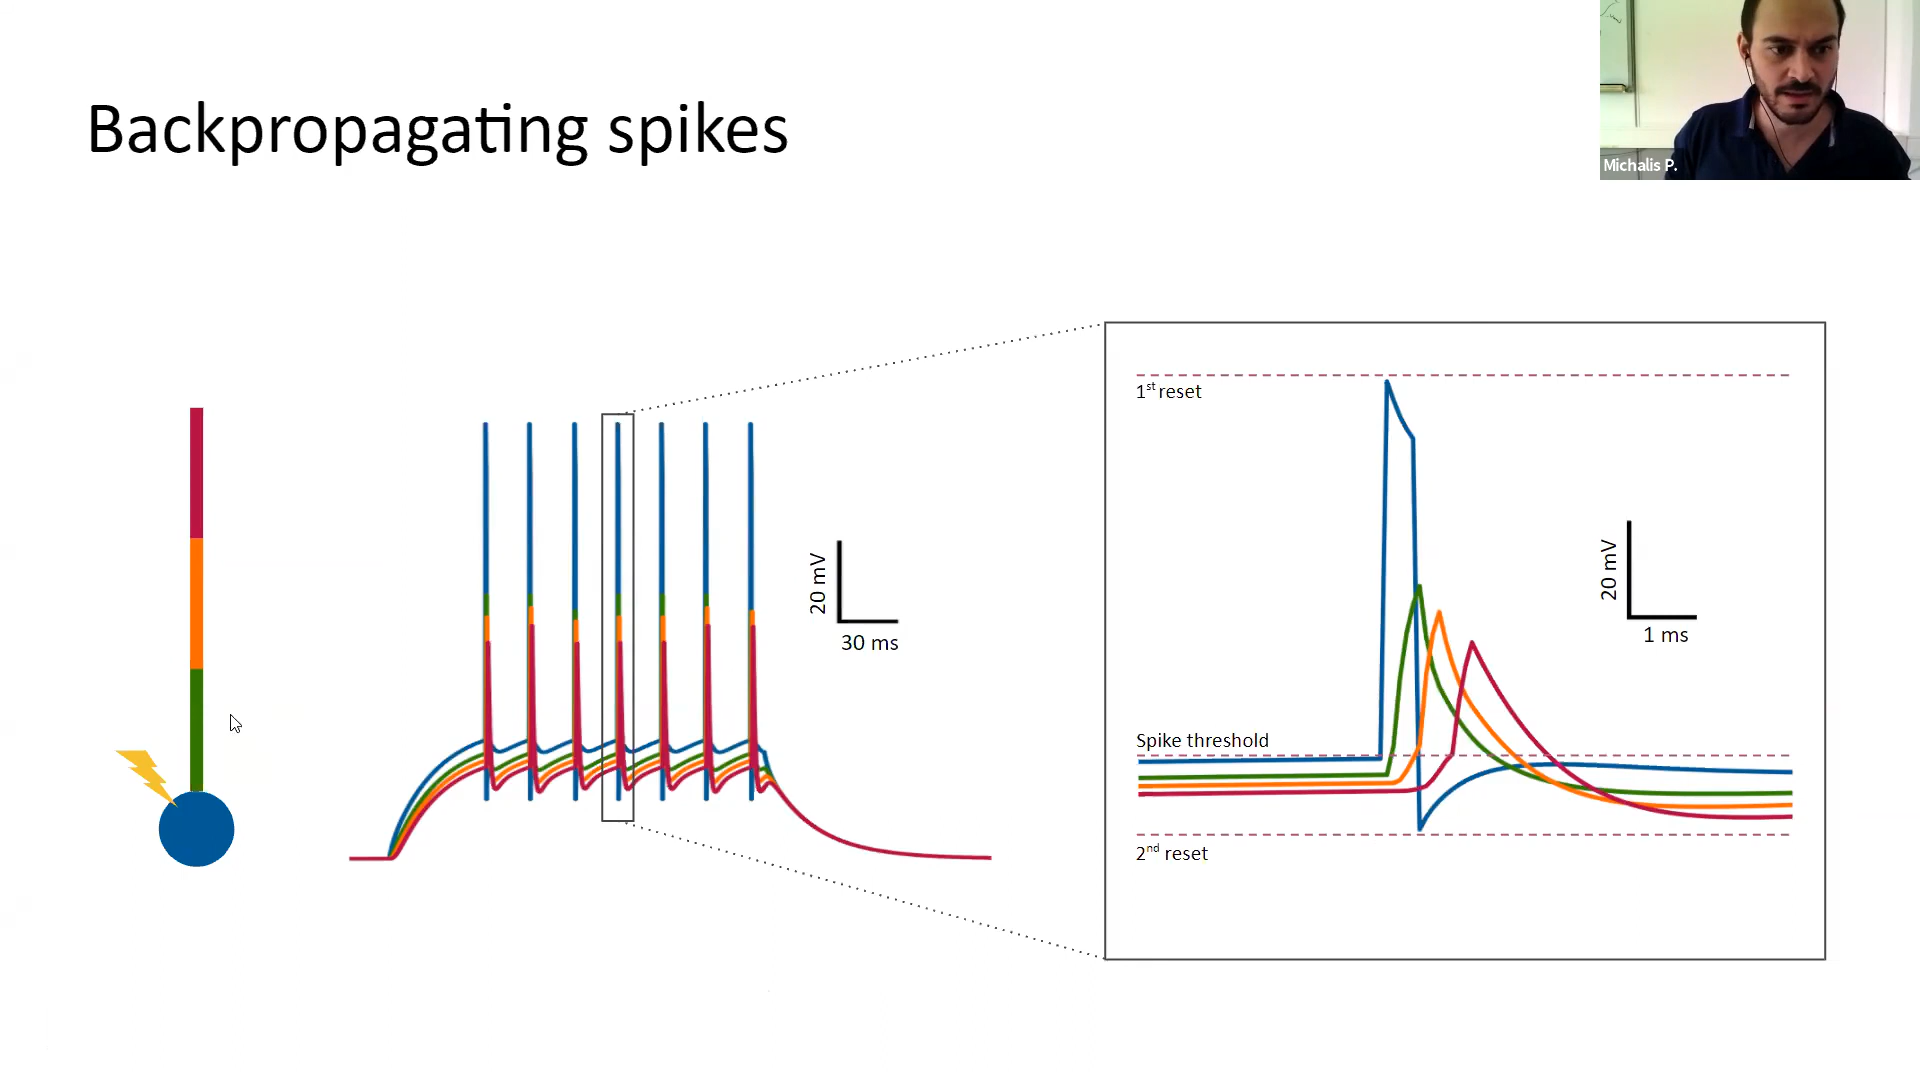 Backpropagating spikes
Michalis P.
20 mV
30 ms
1st reset
20 mV
1 ms
Spike threshold
2nd reset